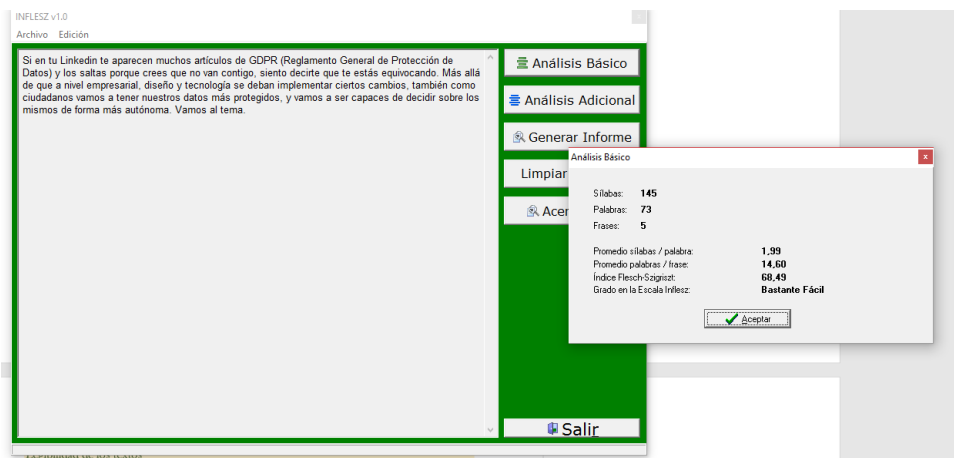 INFLESZ v1.0
Archivo Edición
Si en tu Linkedin te aparecen muchos artículos de GDPR (Reglamento General de Protección de
Datos) y los saltas porque crees que no van contigo, siento decirte que te estás equivocando. Más allá
de que a nivel empresarial, diseño y tecnología se deban implementar ciertos cambios, también como
ciudadanos vamos a tener nuestros datos más protegidos, y vamos a ser capaces de decidir sobre los
mismos de forma más autónoma. Vamos al tema.
Análisis Básico
Análisis Adicional
Generar Informe
Limpiar
Acer
Salir
Análisis Básico
Sílabas: 145
Palabras: 73
Frases: 5
Promedio sílabas / palabra: 1,99
Promedio palabras / frase: 14,60
Índice Flesch-Szigriszt: 68,49
Grado en la Escala Inflesz: Bastante Fácil
Aceptar